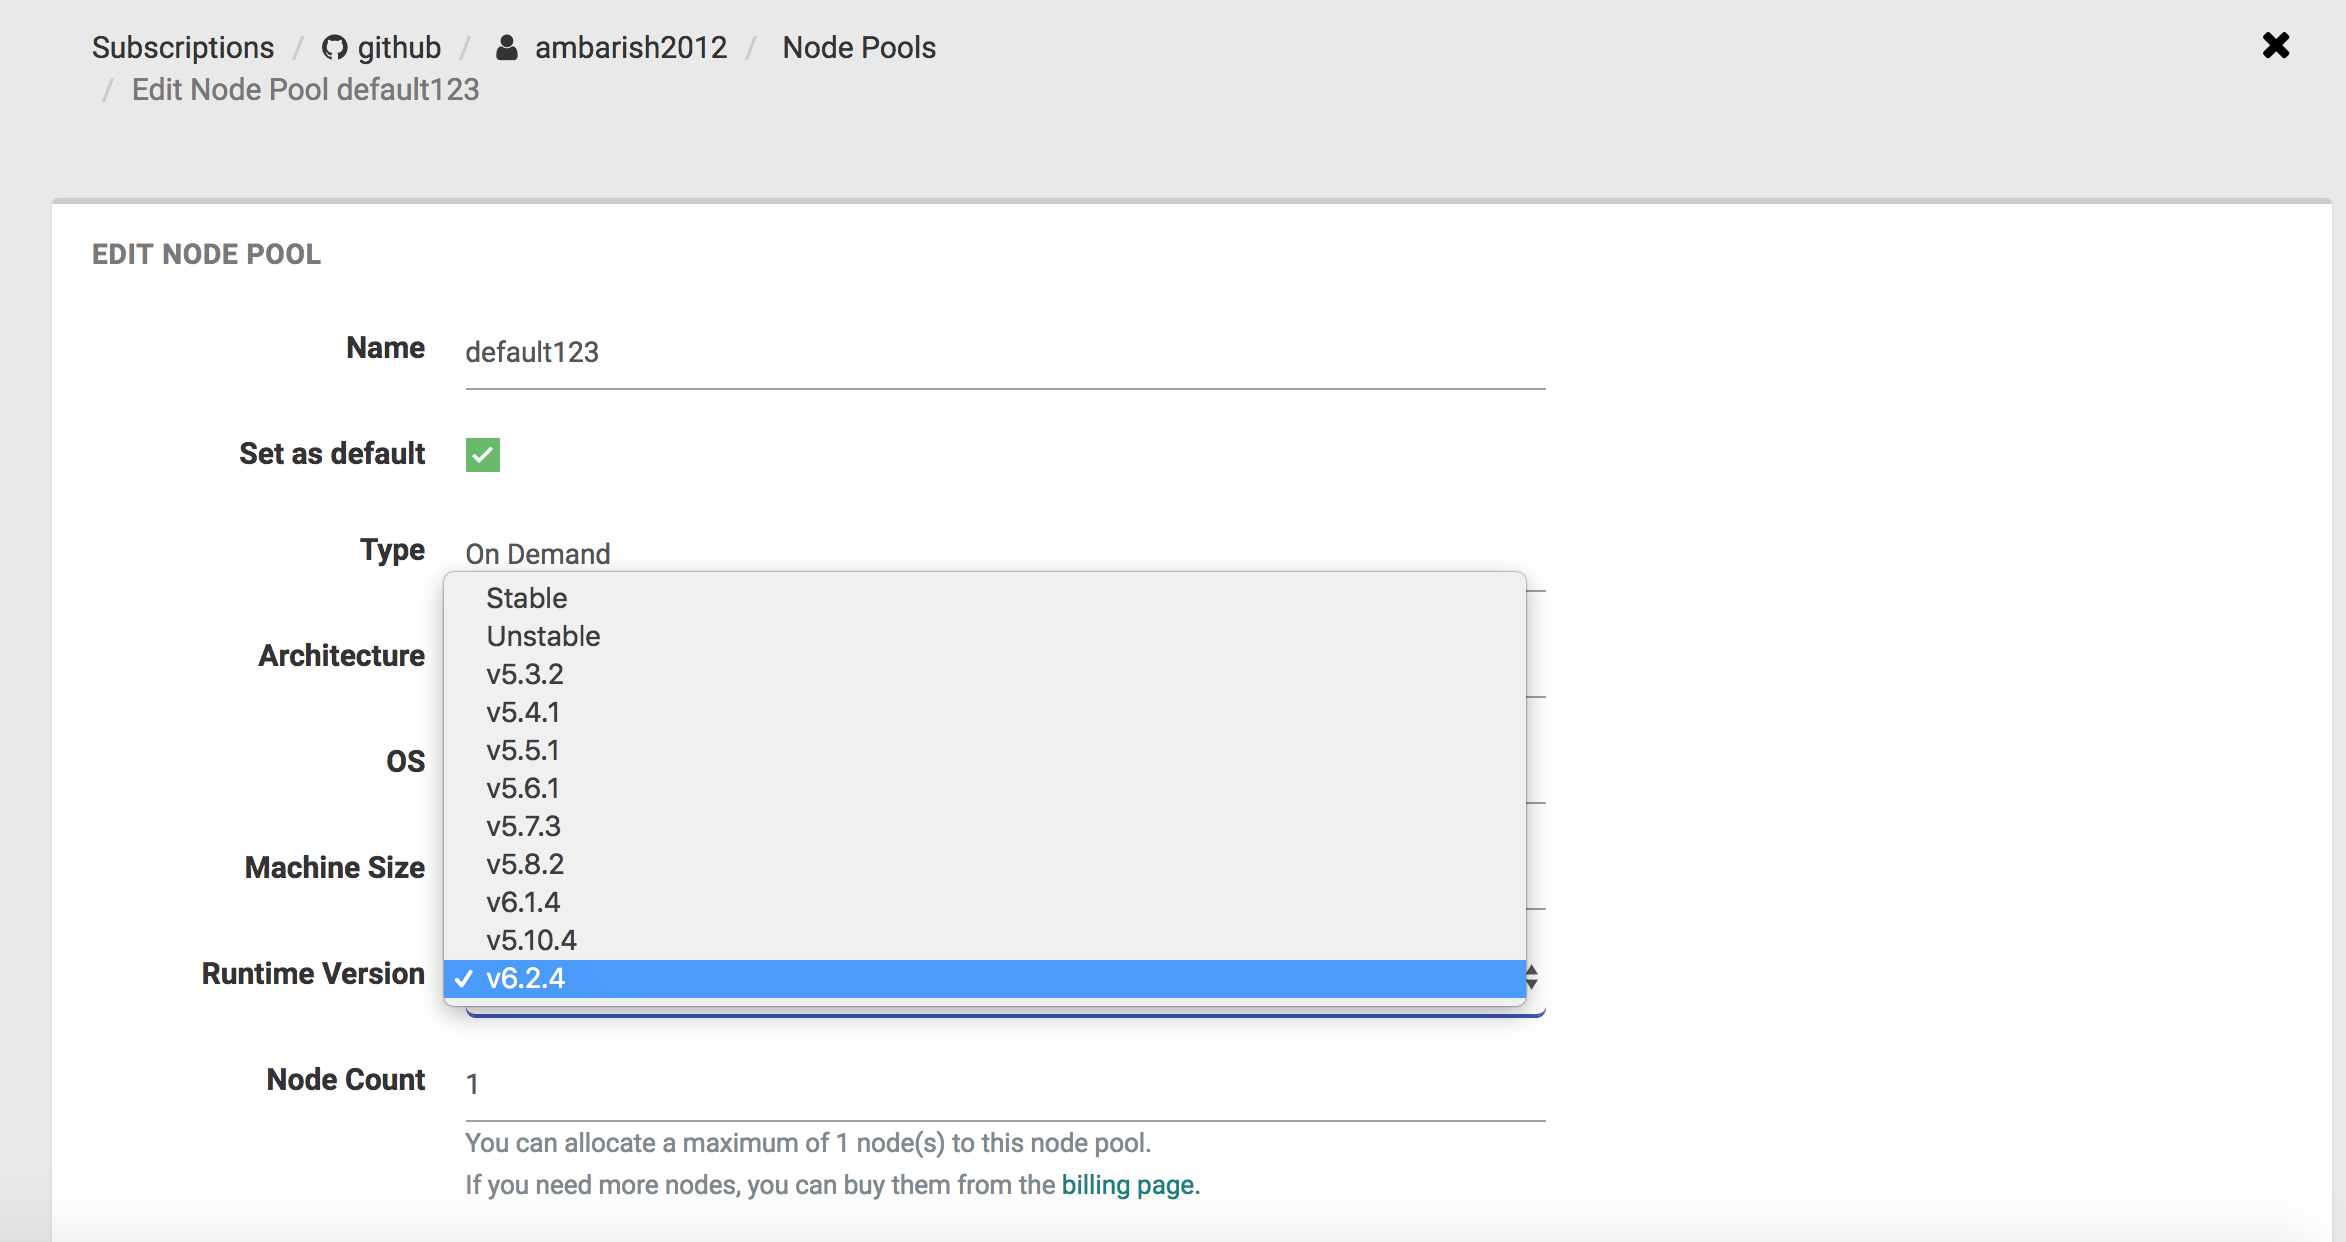 Subscriptions / github / ambarish2012 / Node Pools
/ Edit Node Pool default123
EDIT NODE POOL
Name default123
Set as default
Type On Demand
Stable
Unstable
Architecture
v5.3.2
v5.4.1
v5.5.1
OS
v5.6.1
v5.7.3
Machine Size
v5.8.2
v6.1.4
v5.10.4
Runtime Version v6.2.4
Node Count 1
You can allocate a maximum of 1 node(s) to this node pool.
If you need more nodes, you can buy them from the billing page.